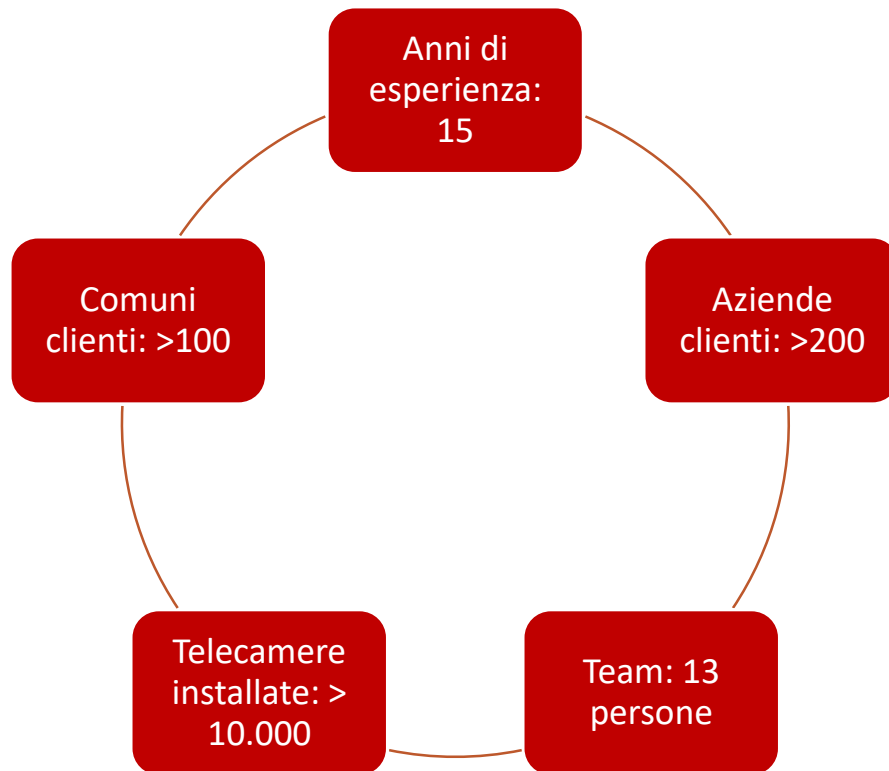 Anni di
esperienza:
15
Aziende
clienti: >200
Team: 13
persone
Telecamere
installate: >
10.000
Comuni
clienti: >100